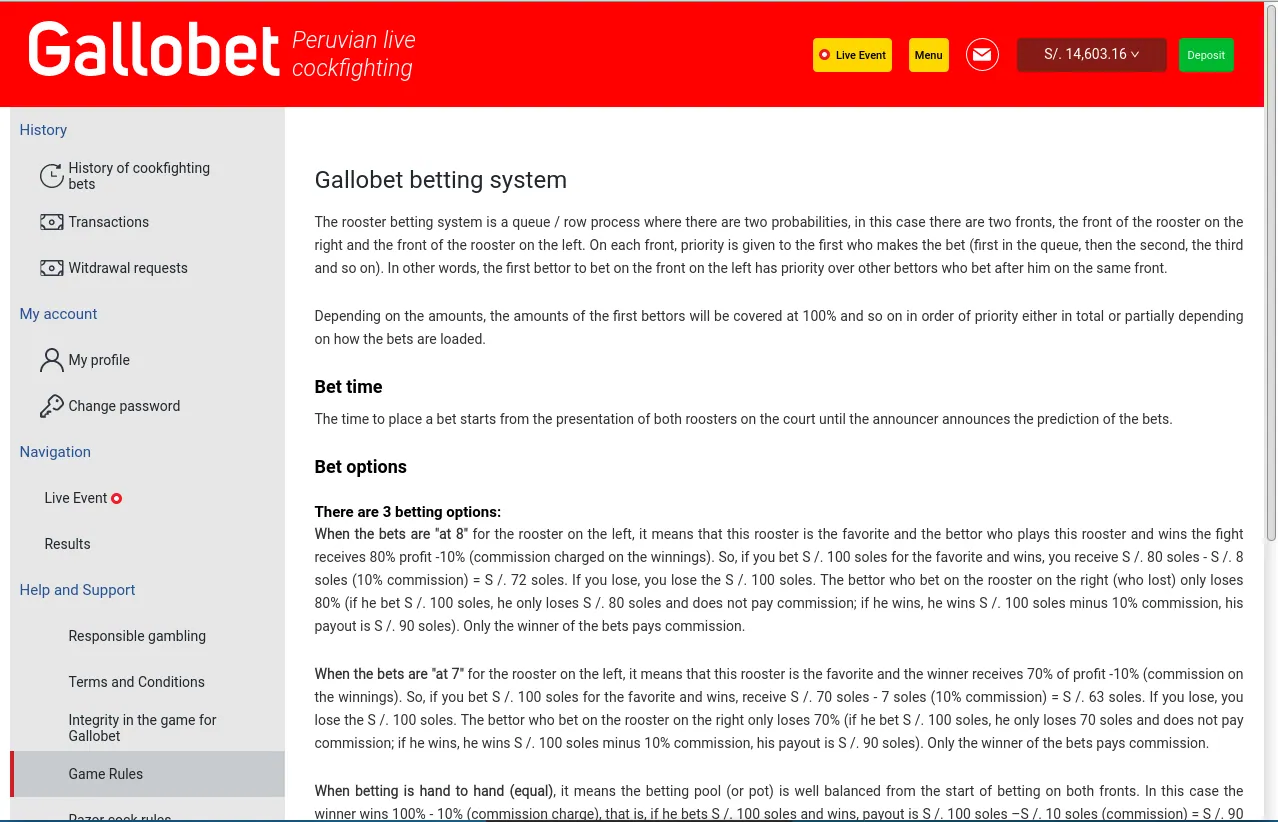 Gallobet
Peruvian live
cockfighting
Live Event
Menu
S/. 14,603.16
Deposit
History
History of cookfighting
bets
Transactions
Witdrawal requests
My account
My profile
Change password
Navigation
Live Event
Results
Help and Support
Responsible gambling
Terms and Conditions
Integrity in the game for
Gallobet
Game Rules
Razor cock rules
Gallobet betting system
The rooster betting system is a queue / row process where there are two probabilities, in this case there are two fronts, the front of the rooster on the
right and the front of the rooster on the left. On each front, priority is given to the first who makes the bet (first in the queue, then the second, the third
and so on). In other words, the first bettor to bet on the front on the left has priority over other bettors who bet after him on the same front.
Depending on the amounts, the amounts of the first bettors will be covered at 100% and so on in order of priority either in total or partially depending
on how the bets are loaded.
Bet time
The time to place a bet starts from the presentation of both roosters on the court until the announcer announces the prediction of the bets.
Bet options
There are 3 betting options:
When the bets are "at 8" for the rooster on the left, it means that this rooster is the favorite and the bettor who plays this rooster and wins the fight
receives 80% profit -10% (commission charged on the winnings). So, if you bet S /. 100 soles for the favorite and wins, you receive S /. 80 soles - S /. 8
soles (10% commission) = S /. 72 soles. If you lose, you lose the S /. 100 soles. The bettor who bet on the rooster on the right (who lost) only loses
80% (if he bet S /. 100 soles, he only loses S /. 80 soles and does not pay commission; if he wins, he wins S /. 100 soles minus 10% commission, his
payout is S /. 90 soles). Only the winner of the bets pays commission.
When the bets are "at 7" for the rooster on the left, it means that this rooster is the favorite and the winner receives 70% of profit -10% (commission on
the winnings). So, if you bet S /. 100 soles for the favorite and wins, receive S /. 70 soles - 7 soles (10% commission) = S /. 63 soles. If you lose, you
lose the S /. 100 soles. The bettor who bet on the rooster on the right only loses 70% (if he bet S /. 100 soles, he only loses 70 soles and does not pay
commission; if he wins, he wins S /. 100 soles minus 10% commission, his payout is S /. 90 soles). Only the winner of the bets pays commission.
When betting is hand to hand (equal), it means the betting pool (or pot) is well balanced from the start of betting on both fronts. In this case the
winner wins 100% - 10% (commission charge), that is, if he bets S /. 100 soles and wins, payout is S /. 100 soles –S /. 10 soles (commission) = S /. 90